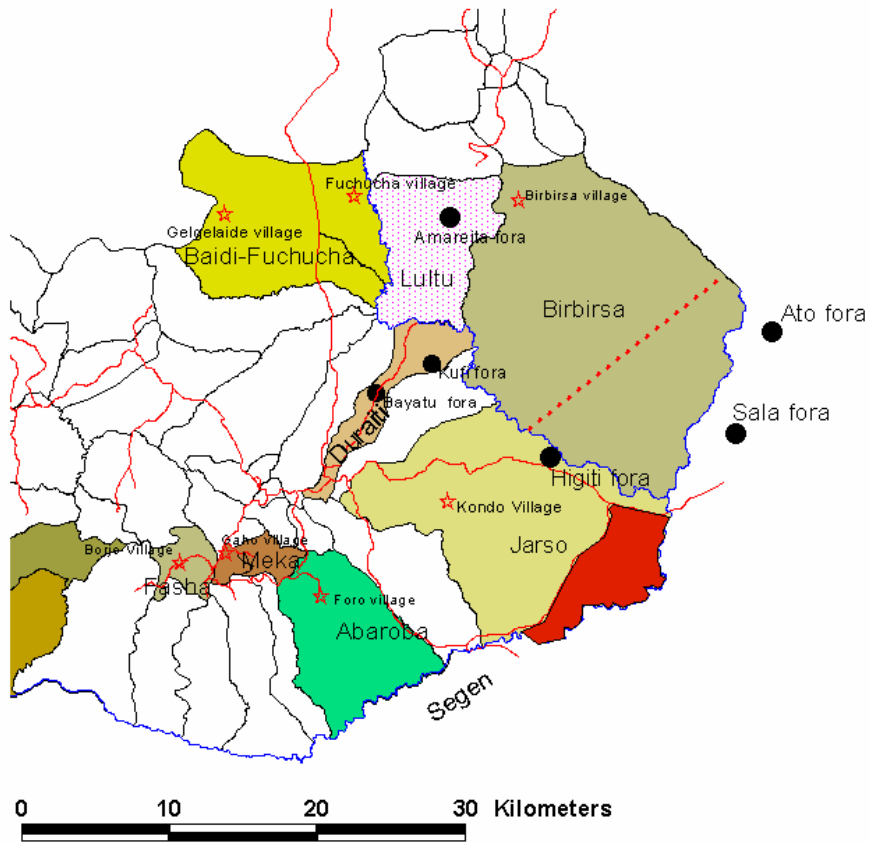 Fuchucha village
Birbirsa village
Gelgelaide village
Amareita fora
Baidi-Fuchucha
Lultu
Birbirsa
Ato fora
Kufi fora
Bayatu fora
Sala fora
Duraiti
Higiti fora
Kondo Village
Gaho Village
Jarso
Borje Village
Meka
Fasha
Foro village
Abaroba
Segen
0 10 20 30 Kilometers